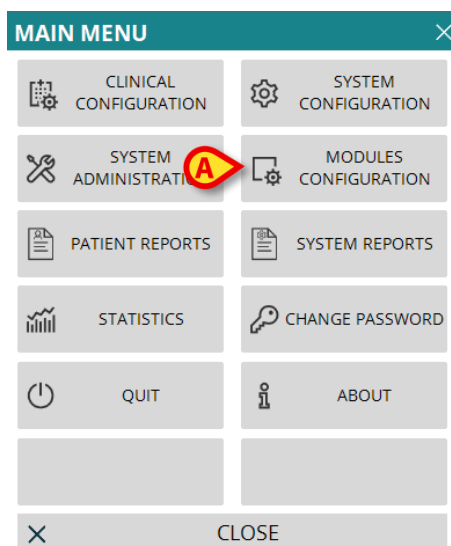 MAIN MENU
CLINICAL
CONFIGURATION
SYSTEM
CONFIGURATION
SYSTEM
A
MODULES
CONFIGURATION
PATIENT REPORTS
SYSTEM REPORTS
STATISTICS
CHANGE PASSWORD
QUIT
ABOUT
CLOSE